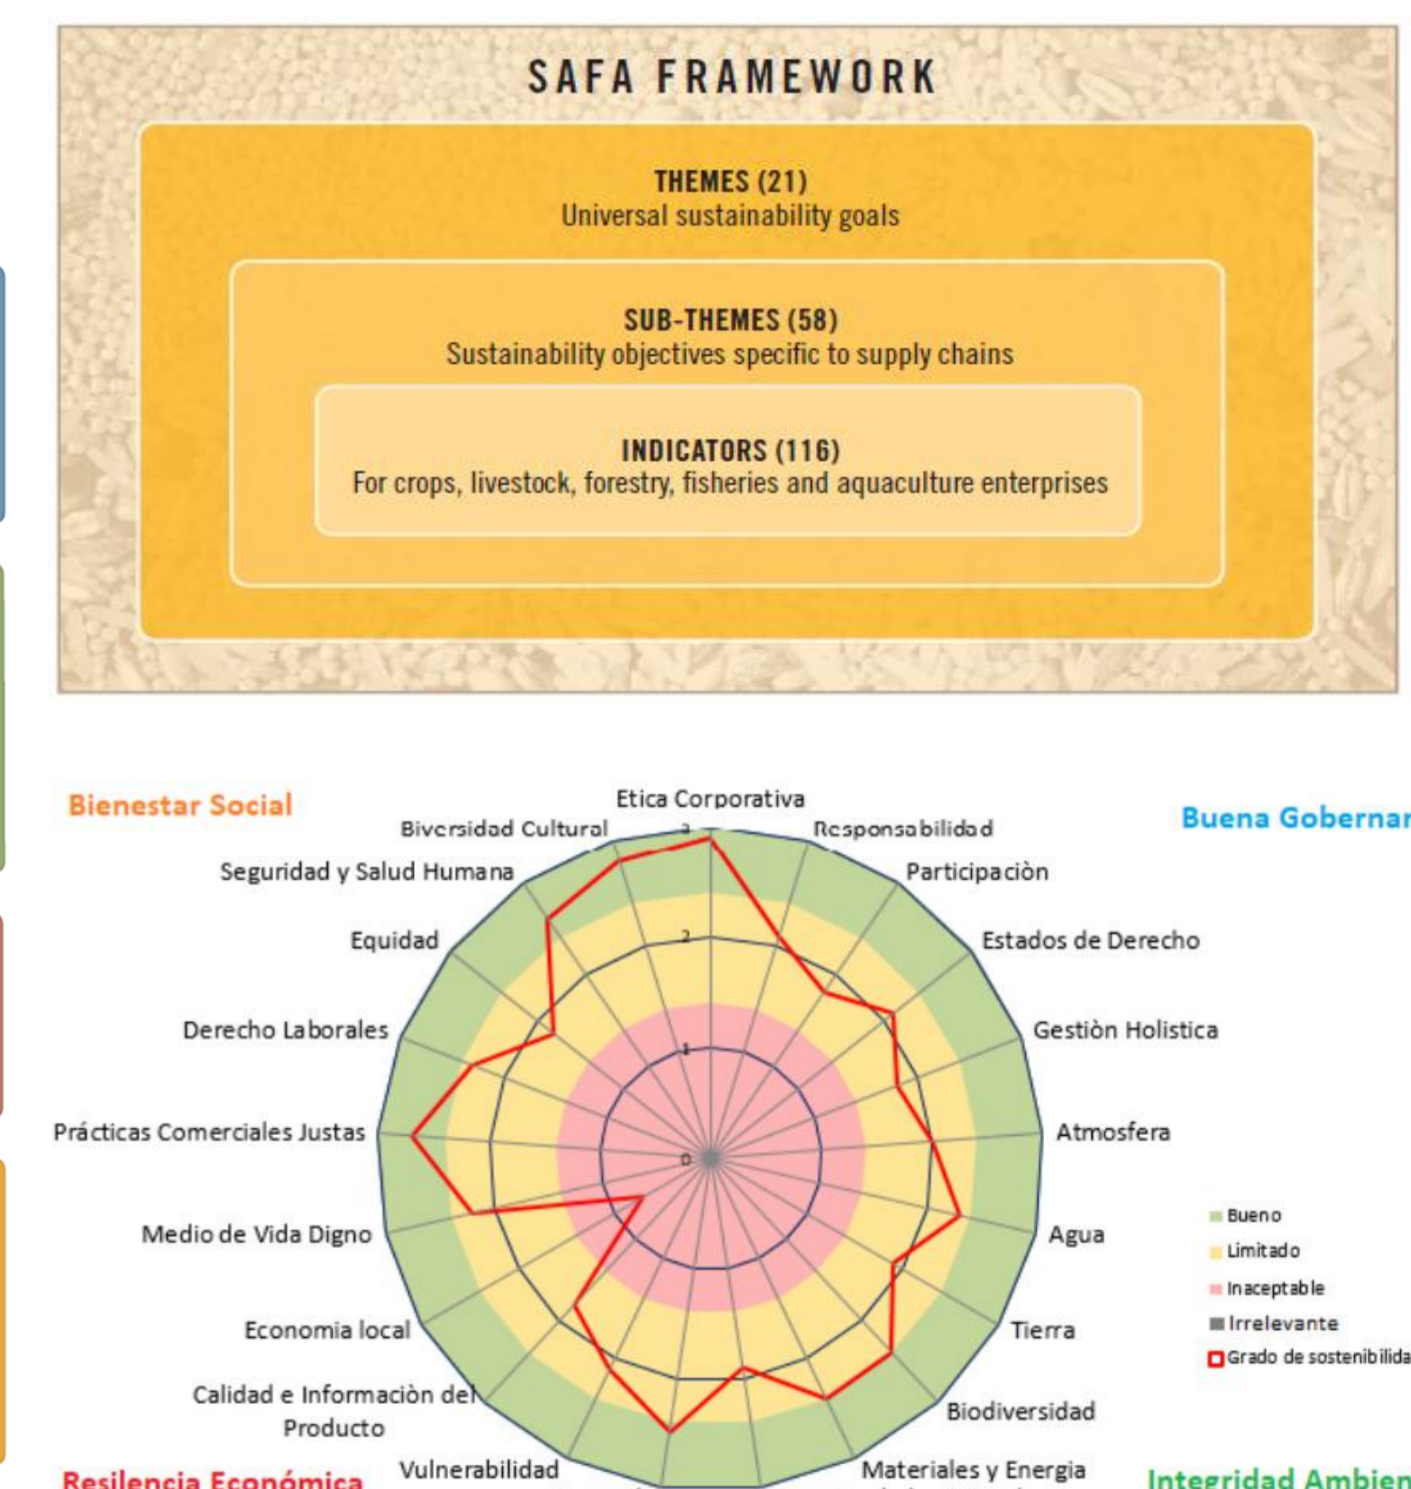 SAFA FRAMEWORK
THEMES (21)
Universal sustainability goals
SUB-THEMES (58)
Sustainability objectives specific to supply chains
INDICATORS (116)
For crops, livestock, forestry, fisheries and aquaculture enterprises
Bienestar Social
Buena Gobernar
Etica Corporativa
Biversidad Cultural
Responsabilidad
Seguridad y Salud Humana
Participaciòn
Equidad
Estados de Derecho
Derecho Laborales
Gestiòn Holistica
Prácticas Comerciales Justas
Atmosfera
Medio de Vida Digno
Agua
Economia local
Tierra
Calidad e Informaciòn del
Producto
Biodiversidad
Vulnerabilidad
Materiales y Energia
3
2
1
0
Bueno
Limitado
Inaceptable
Irrelevante
Grado de sostenibilida
Resilencia Económica
Integridad Ambien